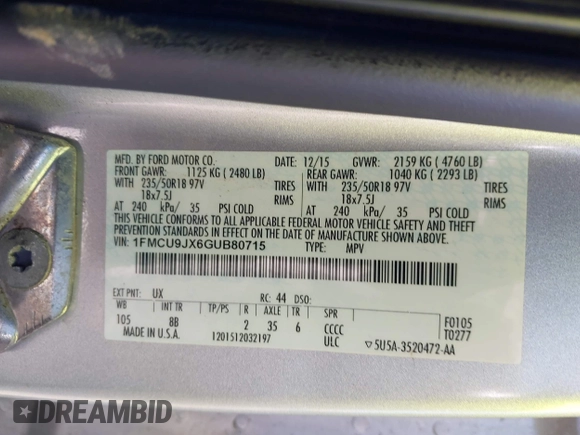 MFD. BY FORD MOTOR CO. 12/15 GVWR: 2159 KG ( 4760 LB)
FRONT GAWR: 1125 KG ( 2480 LB) REAR GAWR: 1040 KG ( 2293 LB)
WITH 235/50R18 97V TIRES WITH 235/50R18 97V TIRES
18x7.5J RIMS 18x7.5J RIMS
AT 240 kPa/ 35 PSI COLD AT 240 kPa/ 35 PSI COLD
THIS VEHICLE CONFORMS TO ALL APPLICABLE FEDERAL MOTOR VEHICLE SAFETY AND THEFT PREVENTION STANDARDS IN
EFFECT ON THE DATE OF MANUFACTURE SHOWN ABOVE.
VIN: 1FMCU9JX6GUB80715 TYPE: MPV
EXT PNT: UX RC: 44 DSO:
WB INT TR TP/PS R AXLE TR SPR F0105
105 8B 2 35 6 CCCC T0277
MADE IN U.S.A. 1201512032197 ULC ▽5U5A-3520472-AA
DREAMBID